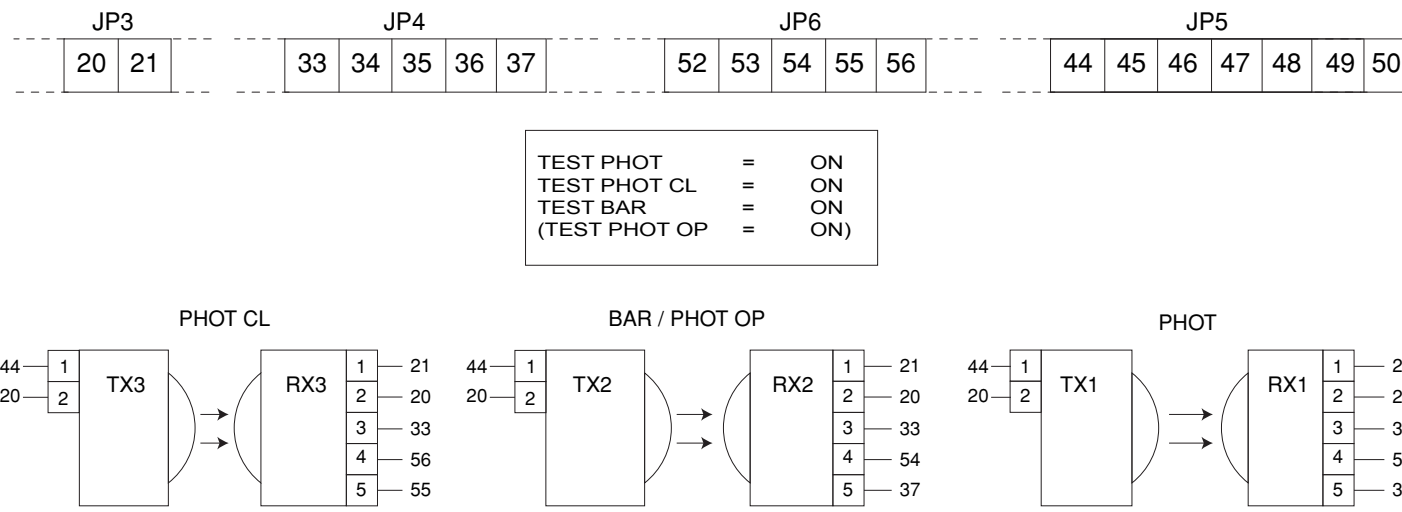 JP3 JP4 JP6 JP5
20 21 33 34 35 36 37 52 53 54 55 56 44 45 46 47 48 49 50
TEST PHOT = ON
TEST PHOT CL = ON
TEST BAR = ON
(TEST PHOT OP = ON)
PHOT CL BAR / PHOT OP PHOT
44 1 TX3 RX3 1 21 44 1 TX2 RX2 1 21 44 1 TX1 RX1 1
20 2 2 20 20 2 2 20 20 2 2
3 33 3 33 3
4 56 4 54 4
5 55 5 37 5